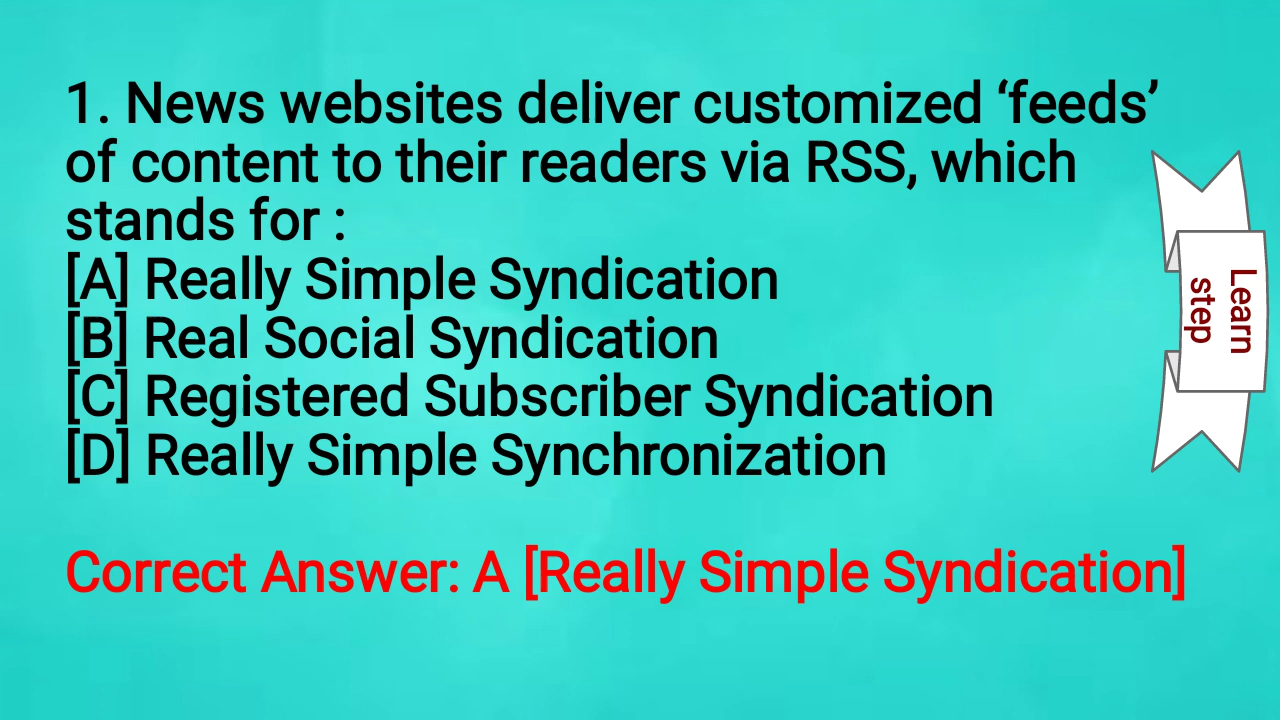 1. News websites deliver customized ‘feeds’
of content to their readers via RSS, which
stands for :
[A] Really Simple Syndication
[B] Real Social Syndication
[C] Registered Subscriber Syndication
[D] Really Simple Synchronization
Correct Answer: A [Really Simple Syndication]
Learn
step